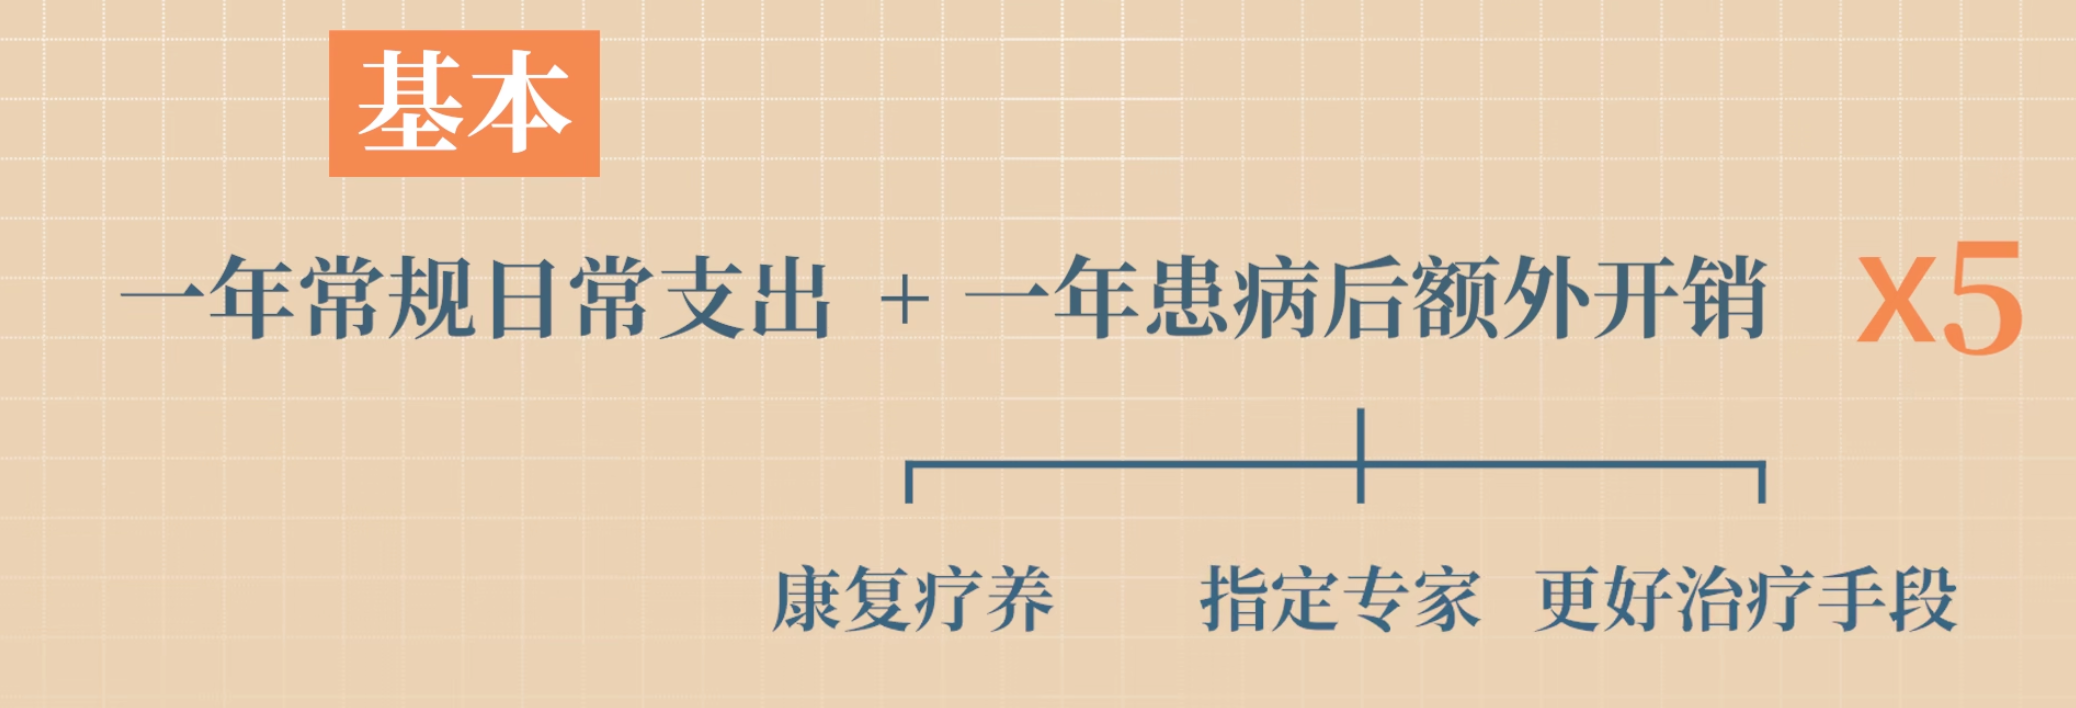 基本
一年常规日常支出 + 一年患病后额外开销 x5
康复疗养 指定专家 更好治疗手段